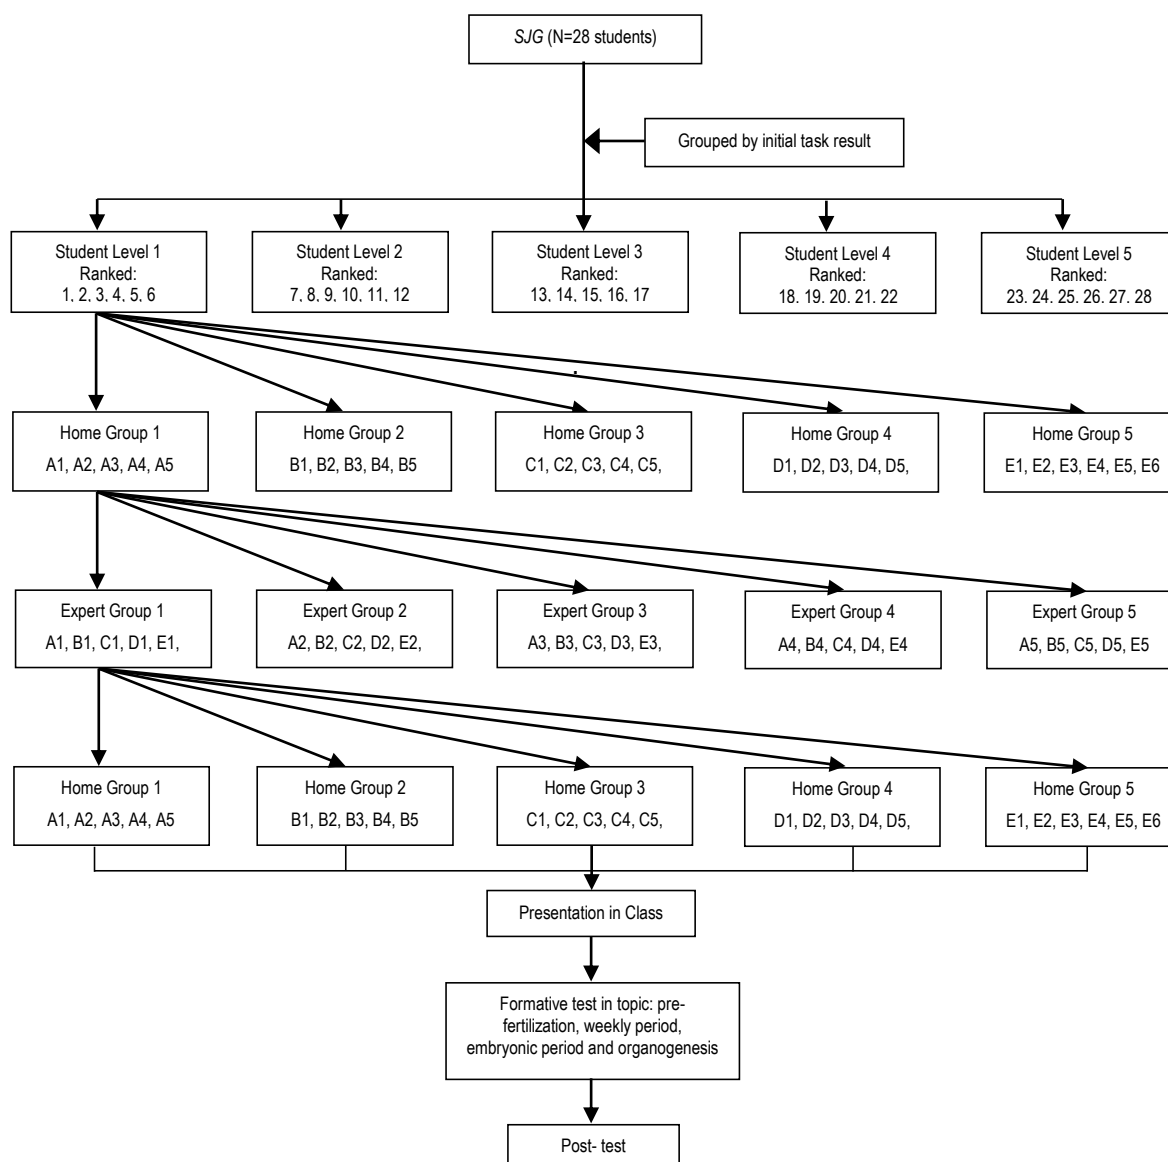 SJG (N=28 students)
Grouped by initial task result
Student Level 1
Ranked:
1, 2, 3, 4, 5, 6
Student Level 2
Ranked:
7, 8, 9, 10, 11, 12
Student Level 3
Ranked:
13, 14, 15, 16, 17
Student Level 4
Ranked:
18. 19. 20. 21. 22
Student Level 5
Ranked:
23. 24. 25. 26. 27. 28
Home Group 1
A1, A2, A3, A4, A5
Home Group 2
B1, B2, B3, B4, B5
Home Group 3
C1, C2, C3, C4, C5,
Home Group 4
D1, D2, D3, D4, D5,
Home Group 5
E1, E2, E3, E4, E5, E6
Expert Group 1
A1, B1, C1, D1, E1,
Expert Group 2
A2, B2, C2, D2, E2,
Expert Group 3
A3, B3, C3, D3, E3,
Expert Group 4
A4, B4, C4, D4, E4
Expert Group 5
A5, B5, C5, D5, E5
Home Group 1
A1, A2, A3, A4, A5
Home Group 2
B1, B2, B3, B4, B5
Home Group 3
C1, C2, C3, C4, C5,
Home Group 4
D1, D2, D3, D4, D5,
Home Group 5
E1, E2, E3, E4, E5, E6
Presentation in Class
Formative test in topic: pre-
fertilization, weekly period,
embryonic period and organogenesis
Post- test